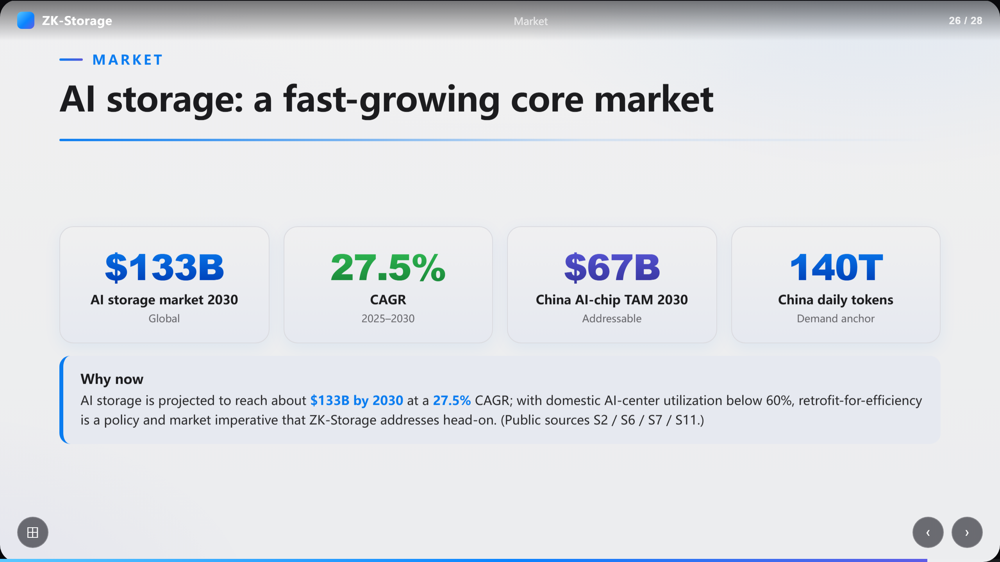 ZK-Storage
Market
26 / 28
MARKET
AI storage: a fast-growing core market
$133B
AI storage market 2030
Global
27.5%
CAGR
2025–2030
$67B
China AI-chip TAM 2030
Addressable
140T
China daily tokens
Demand anchor
Why now
AI storage is projected to reach about $133B by 2030 at a 27.5% CAGR; with domestic AI-center utilization below 60%, retrofit-for-efficiency
is a policy and market imperative that ZK-Storage addresses head-on. (Public sources S2 / S6 / S7 / S11.)